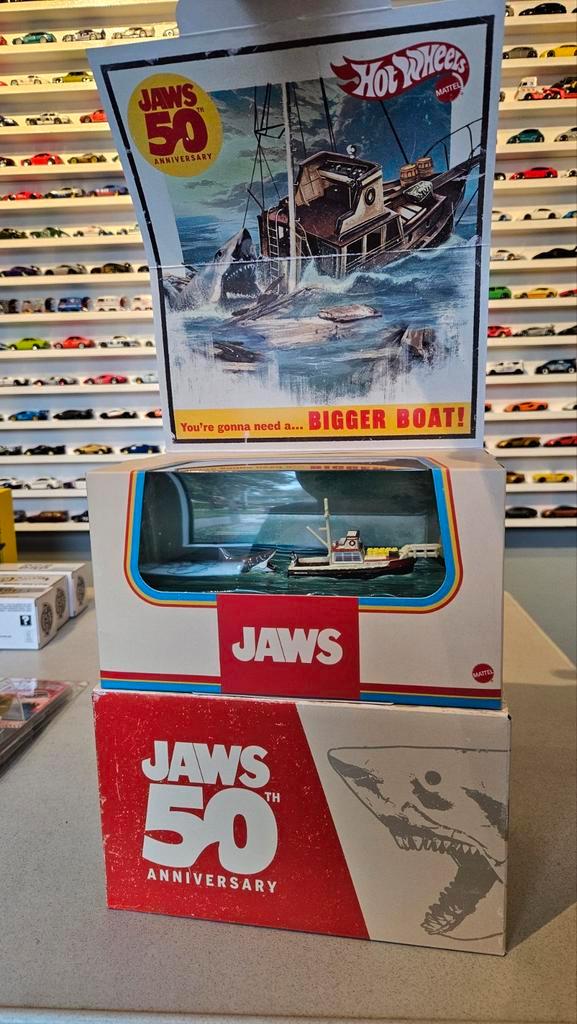 JAWS
50TH
ANNIVERSARY
Hot Wheels
MATTEL
You're gonna need a... BIGGER BOAT!
JAWS
MATTEL
JAWS
50TH
ANNIVERSARY